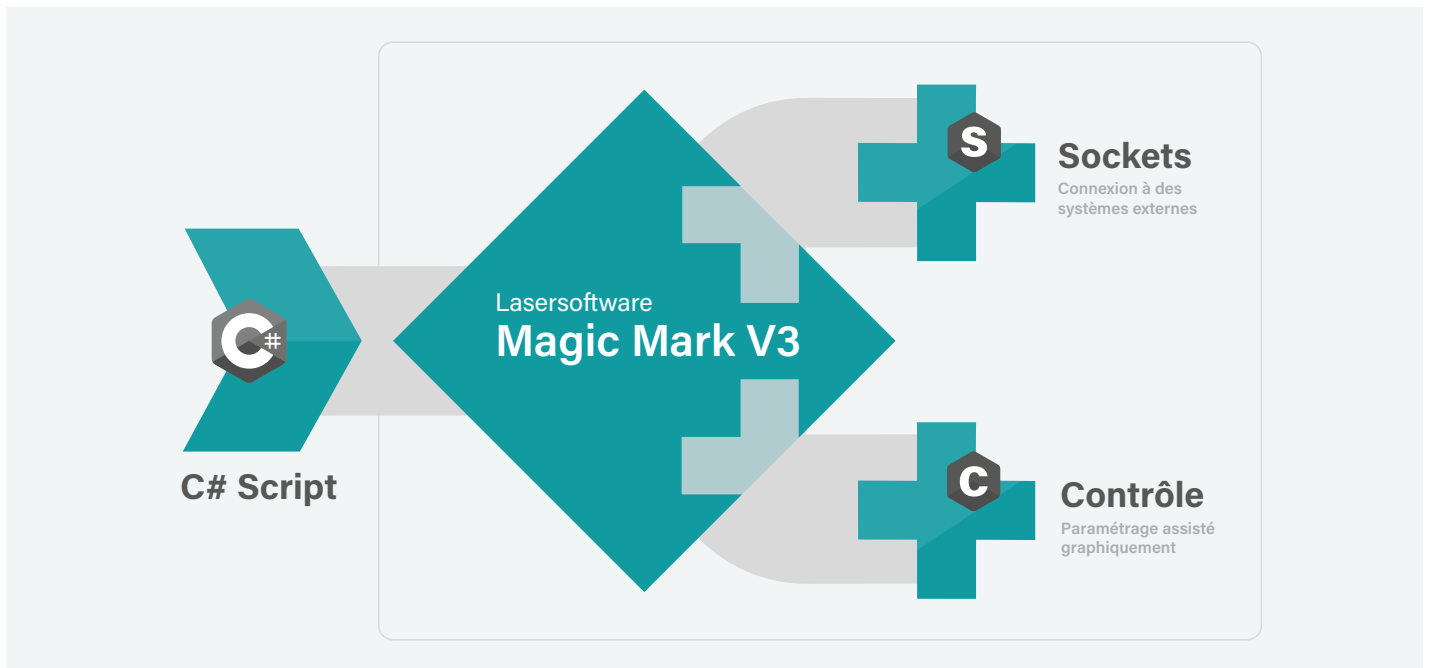 C#
C# Script
Lasersoftware
Magic Mark V3
S
Sockets
Connexion à des
systèmes externes
C
Contrôle
Paramétrage assisté
graphiquement